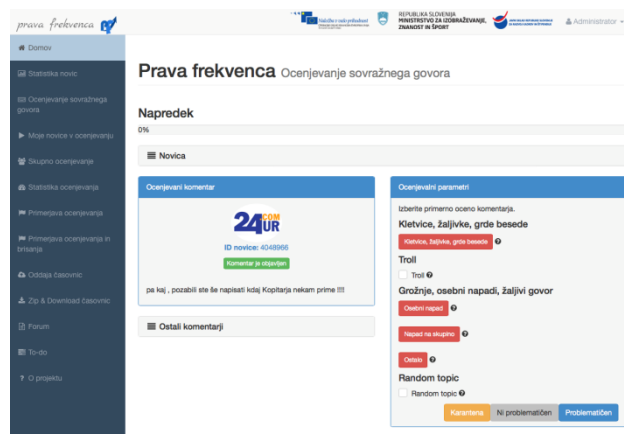 prava frekvenca
Naložba v vašo prihodnost
REPUBLIKA SLOVENIJA
MINISTRSTVO ZA IZOBRAŽEVANJE,
ZNANOST IN ŠPORT
Administrator
Domov
Statistika novic
Ocenjevanje sovražnega
govora
Moje novice v ocenjevanju
Skupno ocenjevanje
Statistika ocenjevanja
Primerjava ocenjevanja
Primerjava ocenjevanja in
brisanja
Oddaja časovnic
Zip & Download časovnic
Forum
To-do
O projektu
Prava frekvenca Ocenjevanje sovražnega govora
Napredek
0%
Novica
Ocenjevani komentar
24UR
COM
ID novice: 4048966
Komentar je objavljen
pa kaj , pozabili ste še napisati kdaj Kopitarja nekam prime !!!!
Ostali komentarji
Ocenjevalni parametri
Izberite primerno oceno komentarja.
Kletvice, žaljivke, grde besede
Kletvice, žaljivke, grde besede
Troll
Troll
Grožnje, osebni napadi, žaljivi govor
Osebni napad
Napad na skupino
Ostalo
Random topic
Random topic
Karantena
Ni problematičen
Problematičen